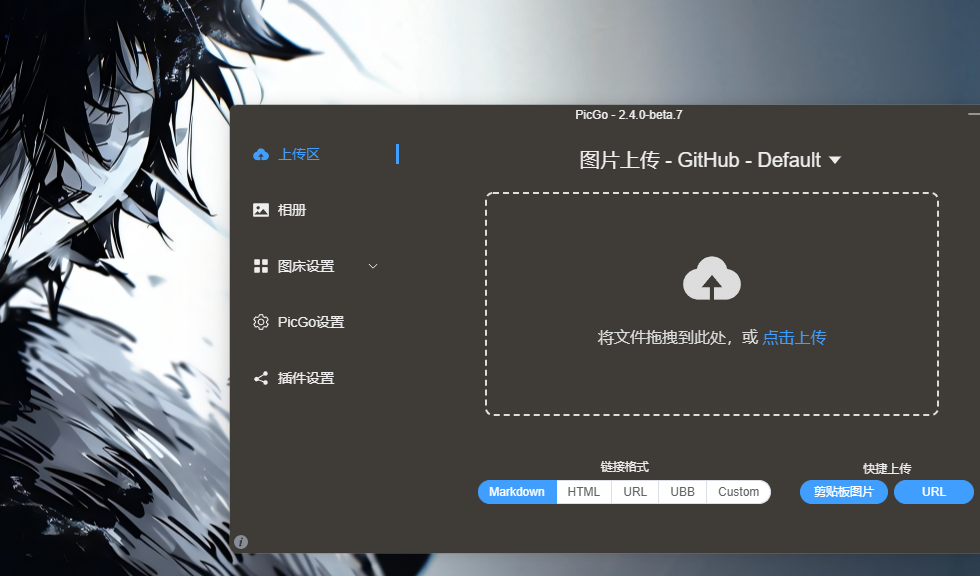 PicGo - 2.4.0-beta.7
上传区
相册
图床设置
PicGo设置
插件设置
图片上传 - GitHub - Default
将文件拖拽到此处，或 点击上传
链接格式
Markdown HTML URL UBB Custom
快捷上传
剪贴板图片 URL